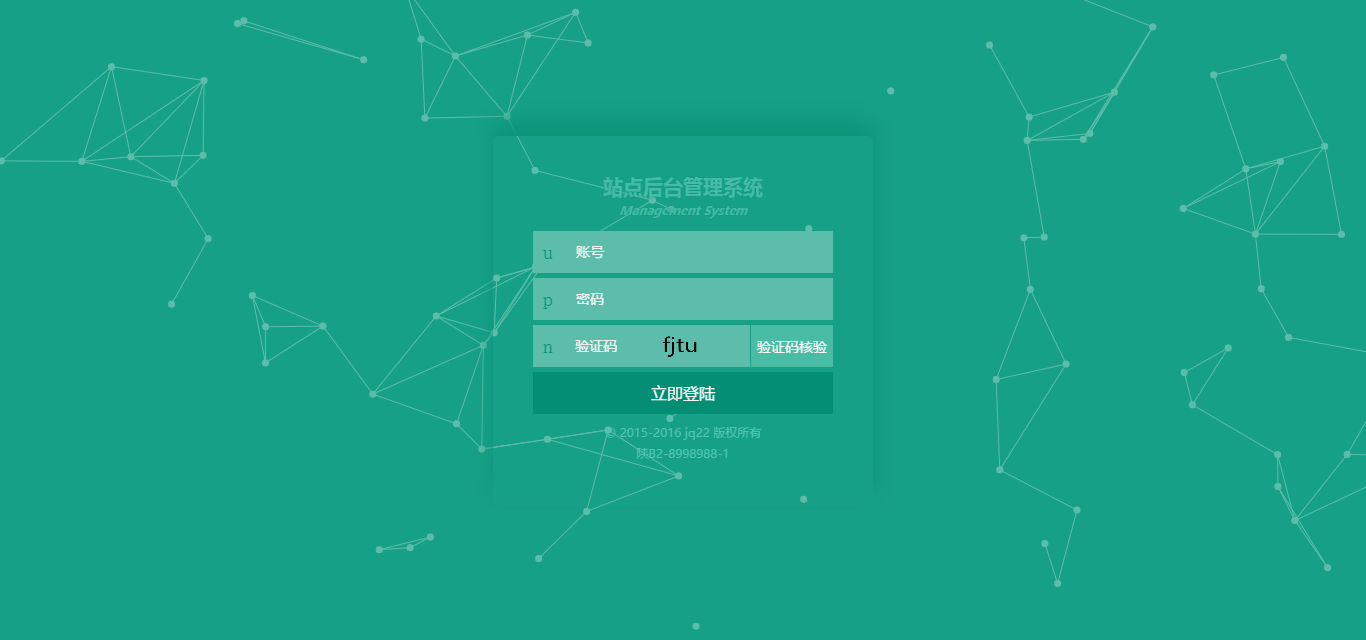 站点后台管理系统
Management System
u 账号
p 密码
n 验证码 fjtu 验证码核验
立即登陆
© 2015-2016 jq22 版权所有
陕B2-8998988-1